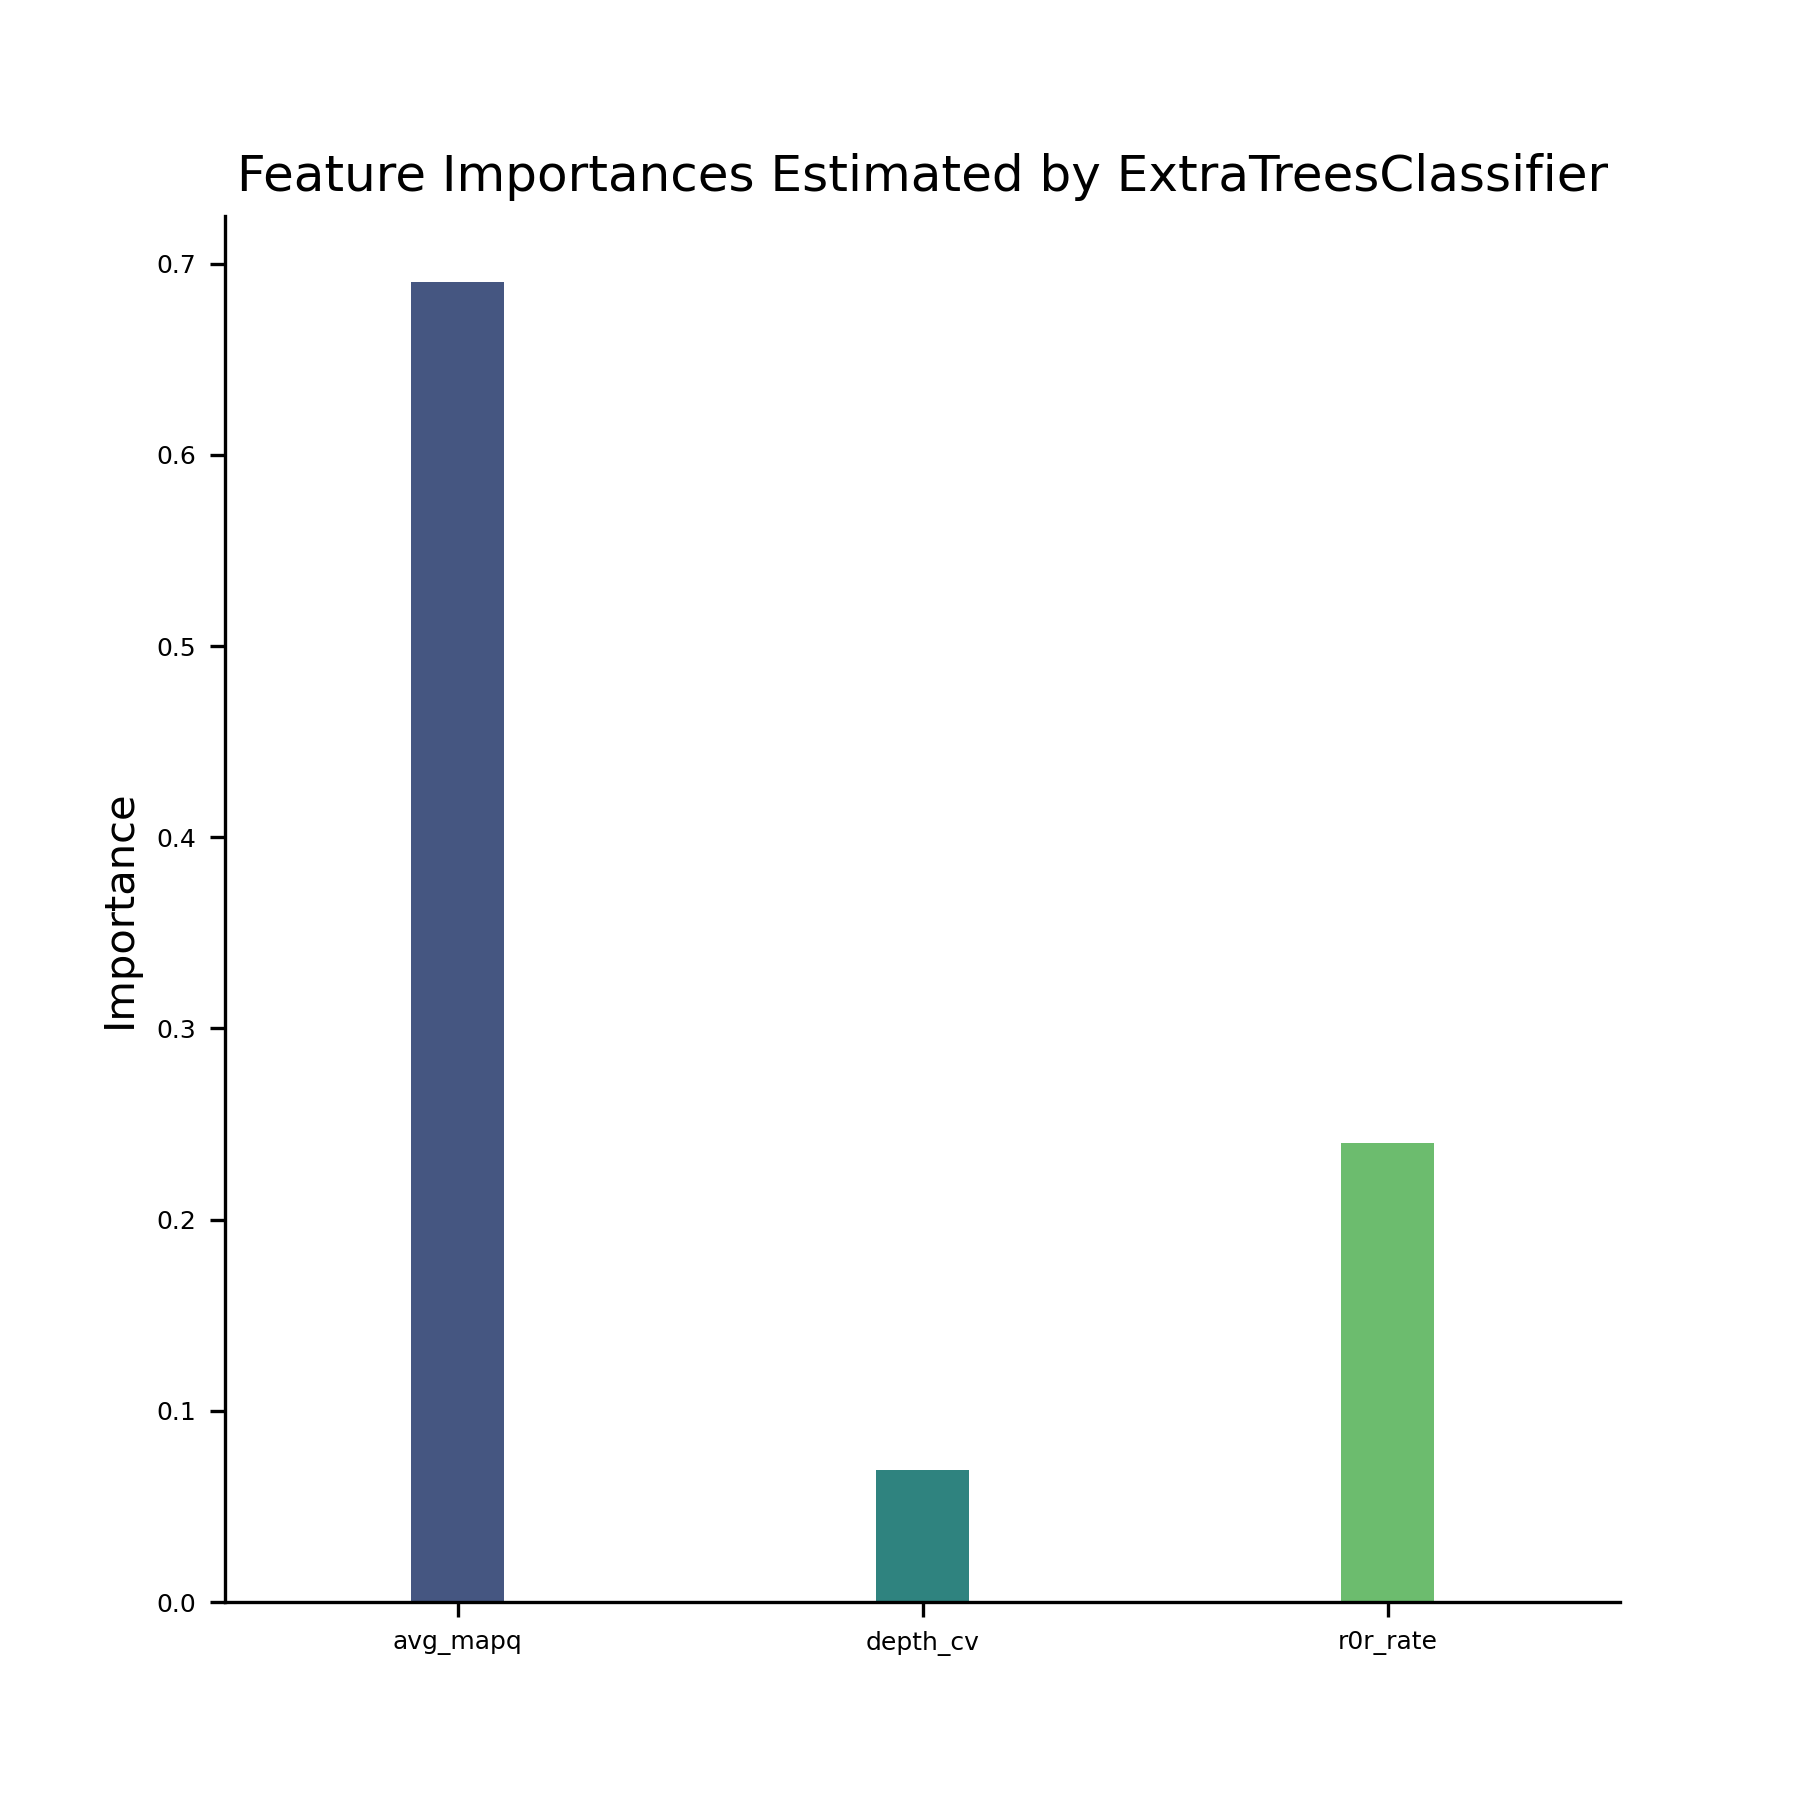 Feature Importances Estimated by ExtraTreesClassifier
Importance
0.7
0.6
0.5
0.4
0.3
0.2
0.1
0.0
avg_mapq
depth_cv
r0r_rate